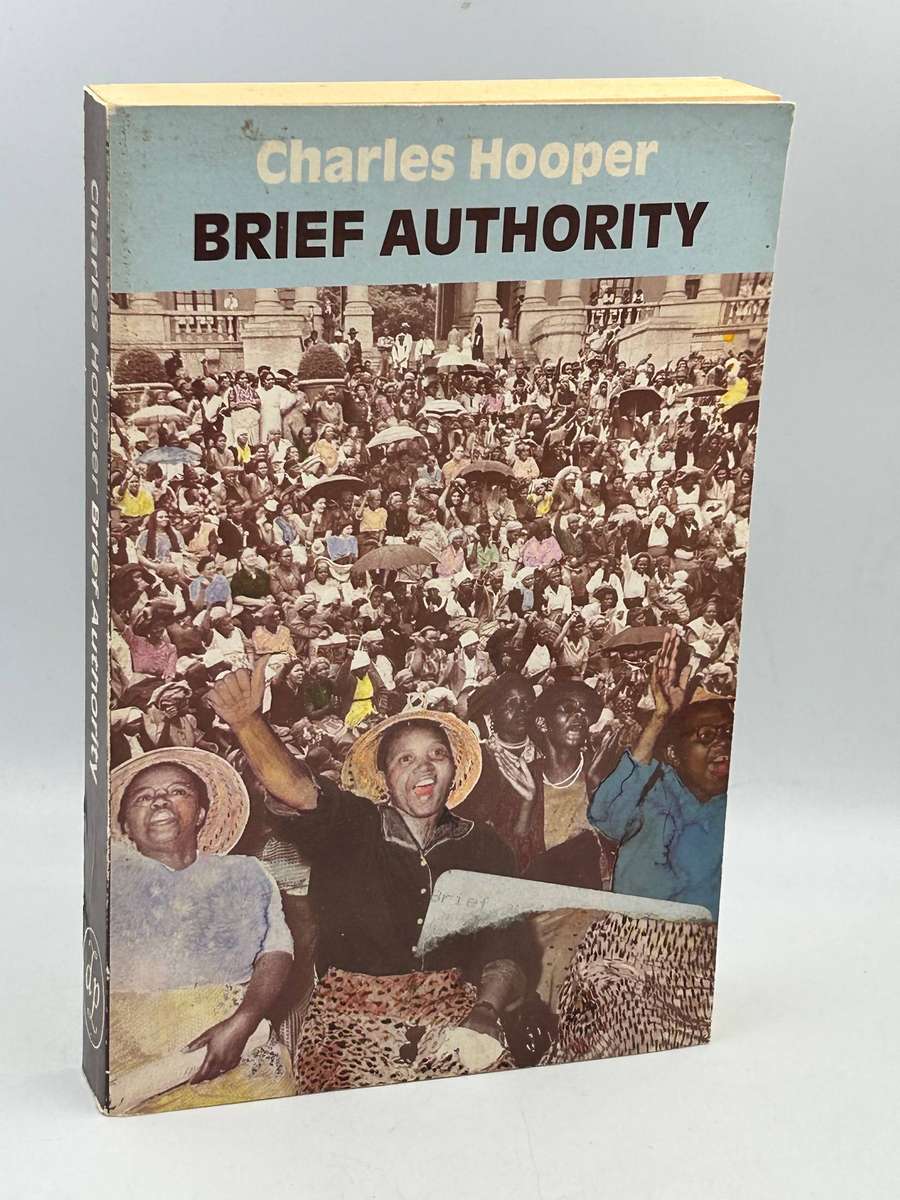 Charles Hooper
BRIEF AUTHORITY
Brief
Charles Hooper BRIEF AUTHORITY